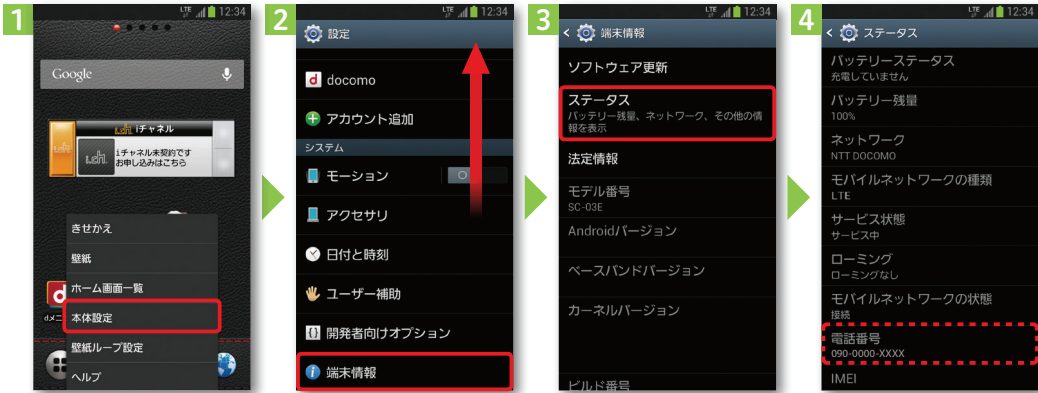 1
LTE 12:34
Google
i.ch. iチャネル
i.ch.
i.ch.
iチャネル未契約です
お申し込みはこちら
きせかえ
壁紙
ホーム画面一覧
本体設定
壁紙ループ設定
ヘルプ
d
dメニ
2
LTE 12:34
設定
d docomo
アカウント追加
システム
モーション
アクセサリ
日付と時刻
ユーザー補助
{} 開発者向けオプション
i 端末情報
3
LTE 12:34
< 端末情報
ソフトウェア更新
ステータス
バッテリー残量、ネットワーク、その他の情
報を表示
法定情報
モデル番号
SC-03E
Androidバージョン
ベースバンドバージョン
カーネルバージョン
ビルド番号
4
LTE 12:34
< ステータス
バッテリーステータス
充電していません
バッテリー残量
100%
ネットワーク
NTT DOCOMO
モバイルネットワークの種類
LTE
サービス状態
サービス中
ローミング
ローミングなし
モバイルネットワークの状態
接続
電話番号
090-0000-XXXX
IMEI